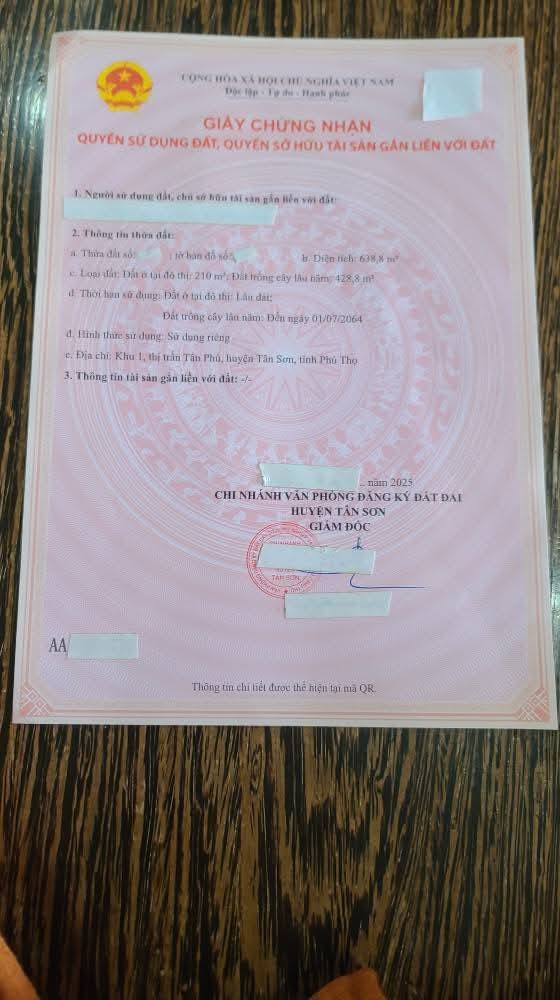 CỘNG HÒA XÃ HỘI CHỦ NGHĨA VIỆT NAM
Độc lập - Tự do - Hạnh phúc
GIẤY CHỨNG NHẬN
QUYỀN SỬ DỤNG ĐẤT, QUYỀN SỞ HỮU TÀI SẢN GẮN LIỀN VỚI ĐẤT
1. Người sử dụng đất, chủ sở hữu tài sản gắn liền với đất:
2. Thông tin thửa đất:
a. Thửa đất số: ; tờ bản đồ số: b. Diện tích: 638,8 m²
c. Loại đất: Đất ở tại đô thị: 210 m²; Đất trồng cây lâu năm: 428,8 m²
d. Thời hạn sử dụng: Đất ở tại đô thị: Lâu dài;
Đất trồng cây lâu năm: Đến ngày 01/07/2064
đ. Hình thức sử dụng: Sử dụng riêng
e. Địa chỉ: Khu 1, thị trấn Tân Phú, huyện Tân Sơn, tỉnh Phú Thọ
3. Thông tin tài sản gắn liền với đất: -/-
năm 2025
CHI NHÁNH VĂN PHÒNG ĐĂNG KÝ ĐẤT ĐAI
HUYỆN TÂN SƠN
GIÁM ĐỐC
TÂN SƠN
AA
Thông tin chi tiết được thể hiện tại mã QR.